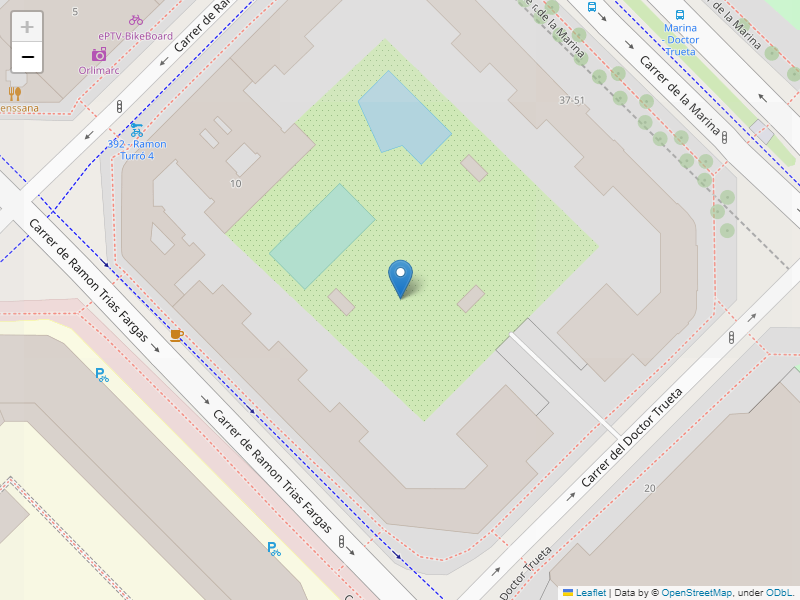 5
ePTV-BikeBoard
Orlimarc
Carrer de Ra
enssana
+
−
392 - Ramon
Turró 4
10
37-51
Marina
- Doctor
Trueta
Carrer de la Marina
r de la Marina
de la Marina
Carrer de Ramon Trias Fargas
Carrer de Ramon Trias Fargas
Carrer del Doctor Trueta
Doctor Trueta
20
P
P
C
Leaflet | Data by © OpenStreetMap, under ODbL.